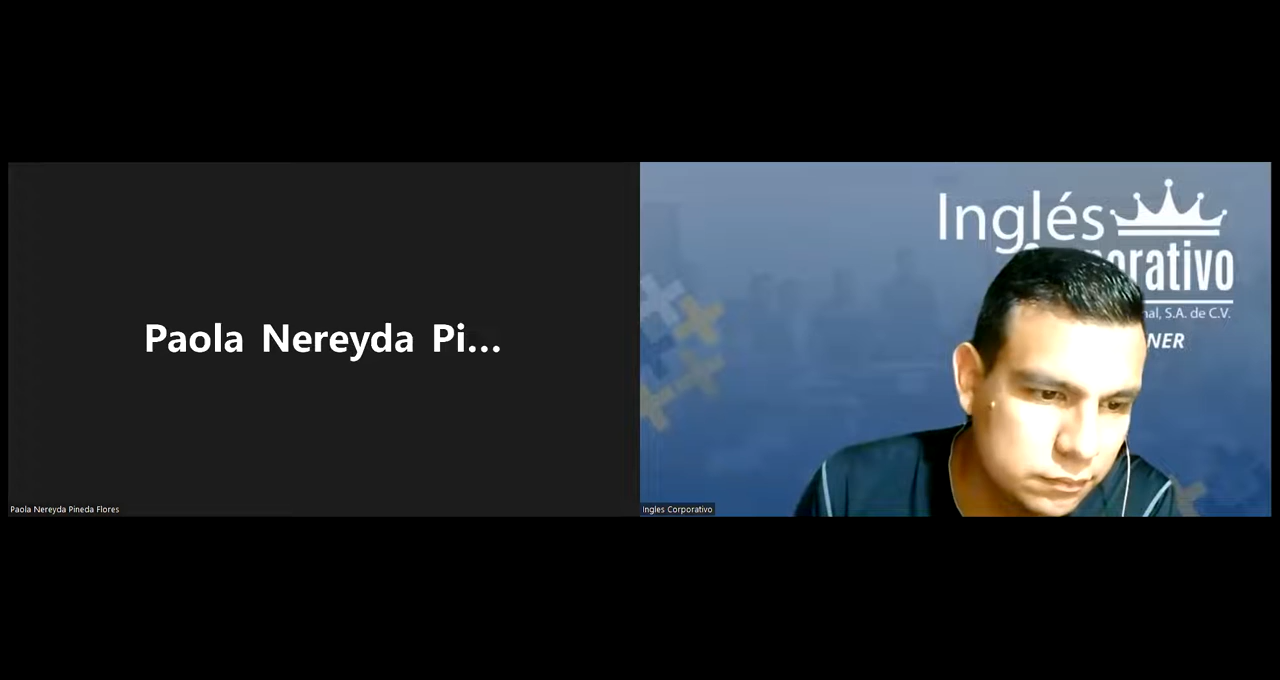 Paola Nereyda Pi...
Paola Nereyda Pineda Flores
Inglés
orativo
nal, S.A. de C.V.
NER
Ingles Corporativo